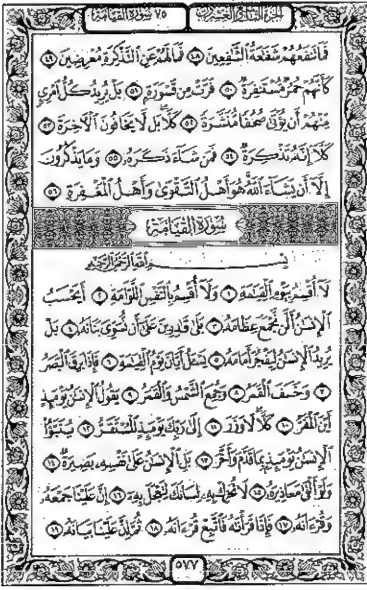 الجزء التاسع والعشرون
٧٥ سورة القيامة
فَمَا تَنفَعُهُمْ شَفَٰعَةُ ٱلشَّٰفِعِينَ ٤٨ فَمَا لَهُمْ عَنِ ٱلتَّذْكِرَةِ مُعْرِضِينَ ٤٩
كَأَنَّهُمْ حُمُرٌ مُّسْتَنفِرَةٌ ٥٠ فَرَّتْ مِن قَسْوَرَةٍ ٥١ بَلْ يُرِيدُ كُلُّ ٱمْرِئٍ
مِّنْهُمْ أَن يُؤْتَىٰ صُحُفًا مُّنَشَّرَةً ٥٢ كَلَّا بَل لَّا يَخَافُونَ ٱلْءَاخِرَةَ ٥٣
كَلَّآ إِنَّهُۥ تَذْكِرَةٌ ٥٤ فَمَن شَآءَ ذَكَرَهُۥ ٥٥ وَمَا يَذْكُرُونَ
إِلَّآ أَن يَشَآءَ ٱللَّهُ هُوَ أَهْلُ ٱلتَّقْوَىٰ وَأَهْلُ ٱلْمَغْفِرَةِ ٥٦
سُورَةُ القِيَامَةِ
بِسْمِ ٱللَّهِ ٱلرَّحْمَٰنِ ٱلرَّحِيمِ
لَآ أُقْسِمُ بِيَوْمِ ٱلْقِيَٰمَةِ ١ وَلَآ أُقْسِمُ بِٱلنَّفْسِ ٱللَّوَّامَةِ ٢ أَيَحْسَبُ
ٱلْإِنسَٰنُ أَلَّن نَّجْمَعَ عِظَامَهُۥ ٣ بَلَىٰ قَٰدِرِينَ عَلَىٰٓ أَن نُّسَوِّىَ بَنَانَهُۥ ٤ بَلْ
يُرِيدُ ٱلْإِنسَٰنُ لِيَفْجُرَ أَمَامَهُۥ ٥ يَسْـَٔلُ أَيَّانَ يَوْمُ ٱلْقِيَٰمَةِ ٦ فَإِذَا بَرِقَ ٱلْبَصَرُ
٧ وَخَسَفَ ٱلْقَمَرُ ٨ وَجُمِعَ ٱلشَّمْسُ وَٱلْقَمَرُ ٩ يَقُولُ ٱلْإِنسَٰنُ يَوْمَئِذٍ
أَيْنَ ٱلْمَفَرُّ ١٠ كَلَّا لَا وَزَرَ ١١ إِلَىٰ رَبِّكَ يَوْمَئِذٍ ٱلْمُسْتَقَرُّ ١٢ يُنَبَّؤُا۟
ٱلْإِنسَٰنُ يَوْمَئِذٍۭ بِمَا قَدَّمَ وَأَخَّرَ ١٣ بَلِ ٱلْإِنسَٰنُ عَلَىٰ نَفْسِهِۦ بَصِيرَةٌ ١٤
وَلَوْ أَلْقَىٰ مَعَاذِيرَهُۥ ١٥ لَا تُحَرِّكْ بِهِۦ لِسَانَكَ لِتَعْجَلَ بِهِۦٓ ١٦ إِنَّ عَلَيْنَا جَمْعَهُۥ
وَقُرْءَانَهُۥ ١٧ فَإِذَا قَرَأْنَٰهُ فَٱتَّبِعْ قُرْءَانَهُۥ ١٨ ثُمَّ إِنَّ عَلَيْنَا بَيَانَهُۥ ١٩
٥٧٧